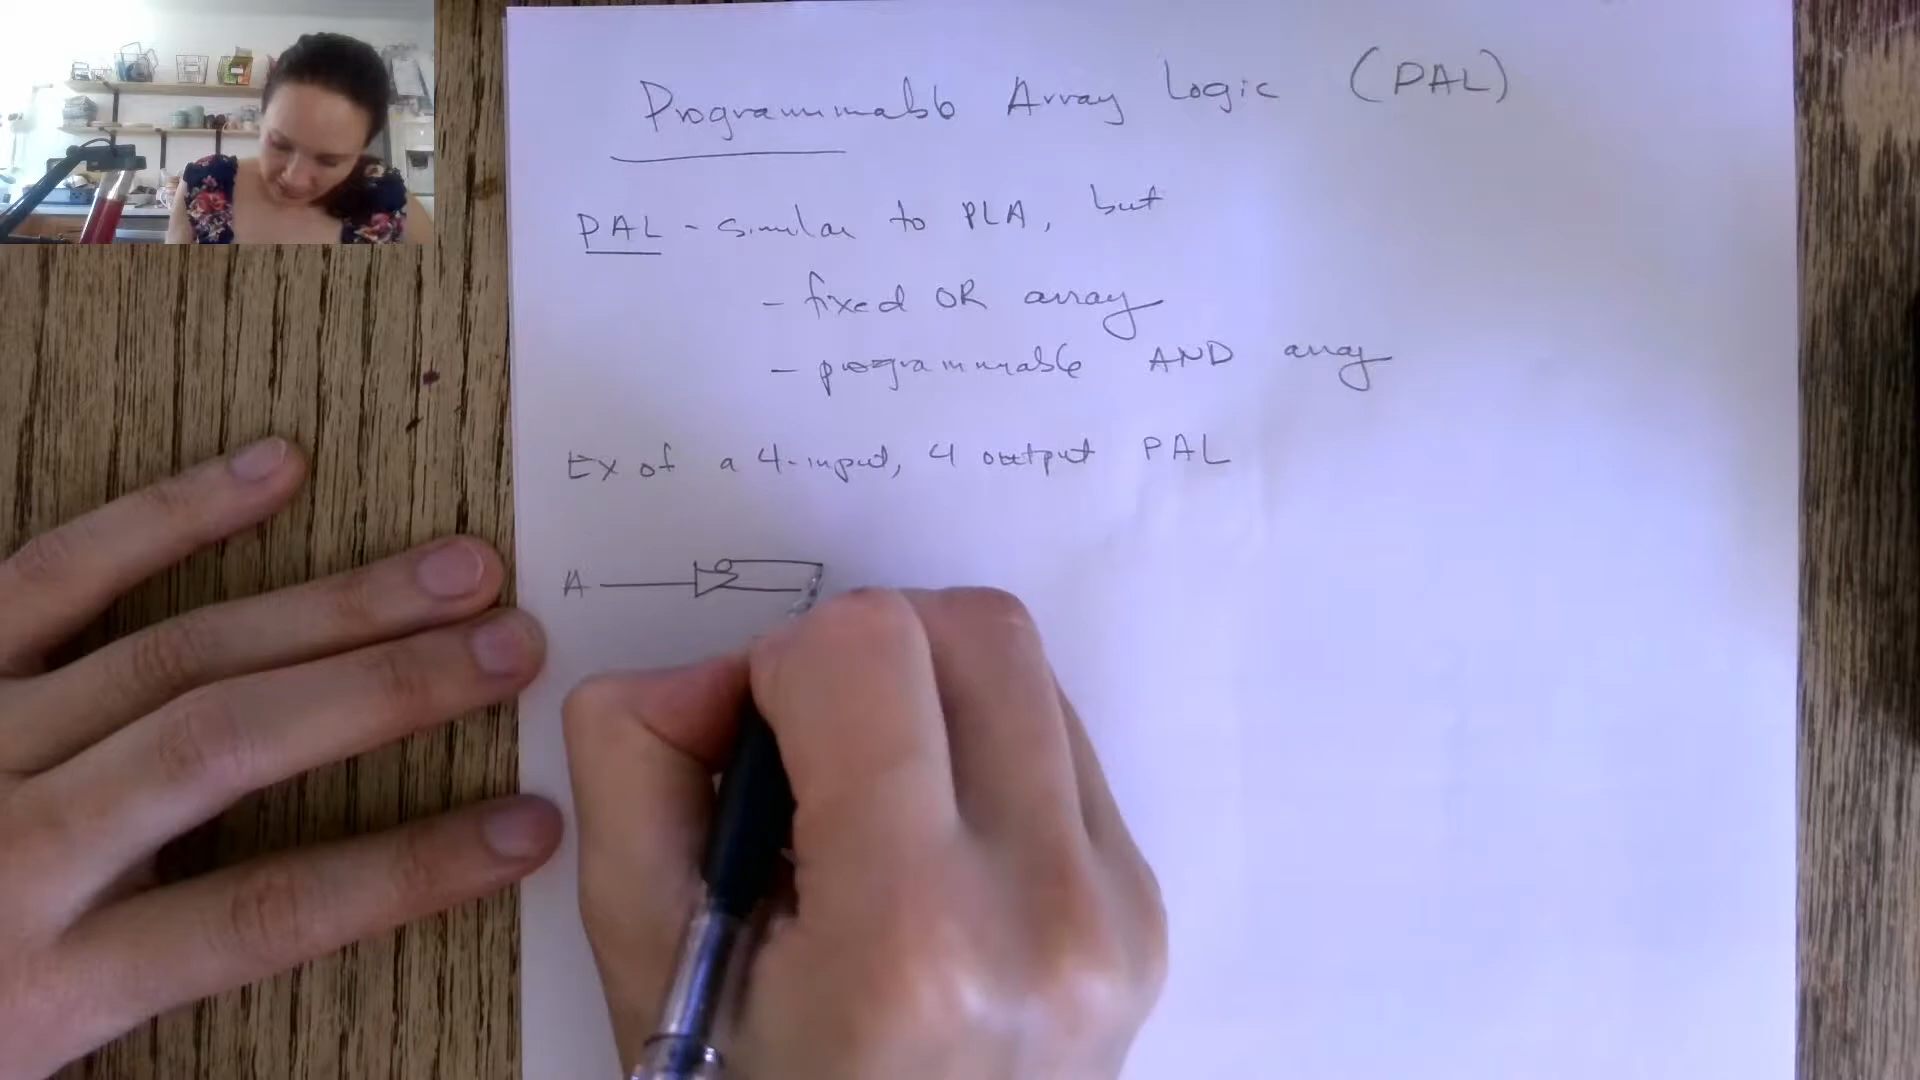 Programmable Array Logic (PAL)
PAL - similar to PLA, but
- fixed OR array
- programmable AND array
Ex of a 4-input, 4 output PAL
A